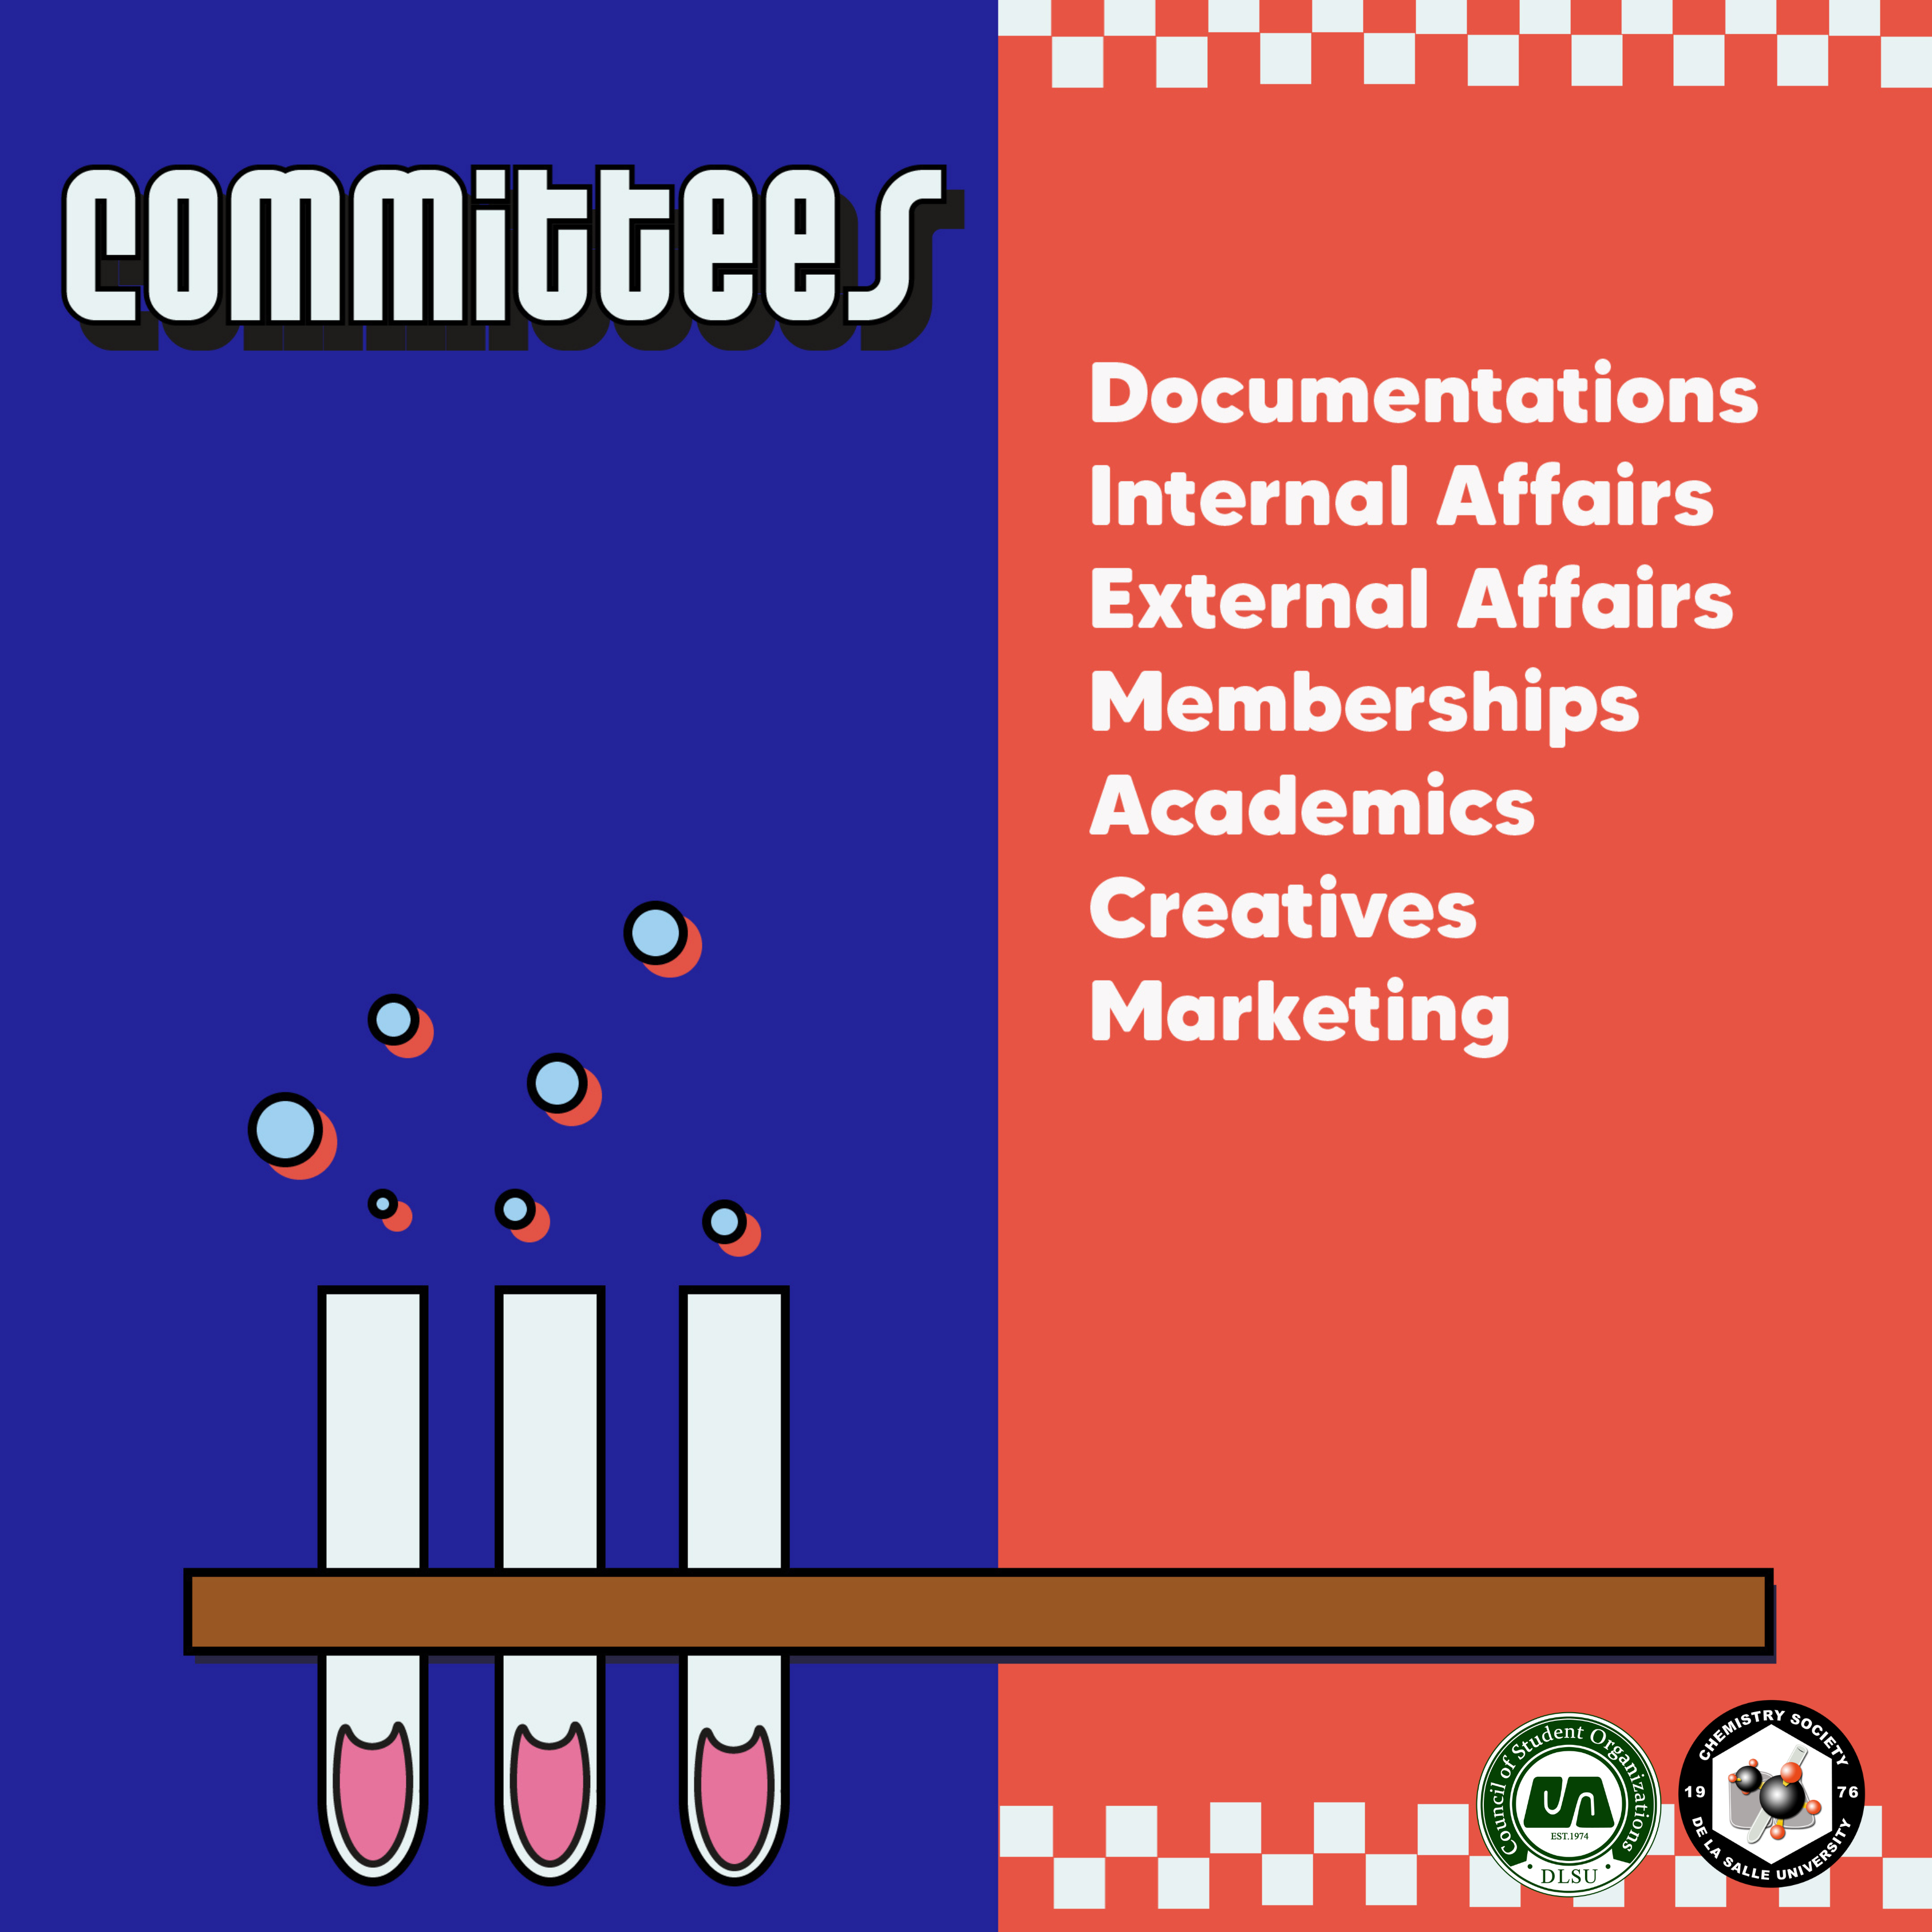 committees
Documentations
Internal Affairs
External Affairs
Memberships
Academics
Creatives
Marketing
Council of Student Organizations
EST.1974
DLSU
CHEMISTRY SOCIETY
19 76
DE LA SALLE UNIVERSITY